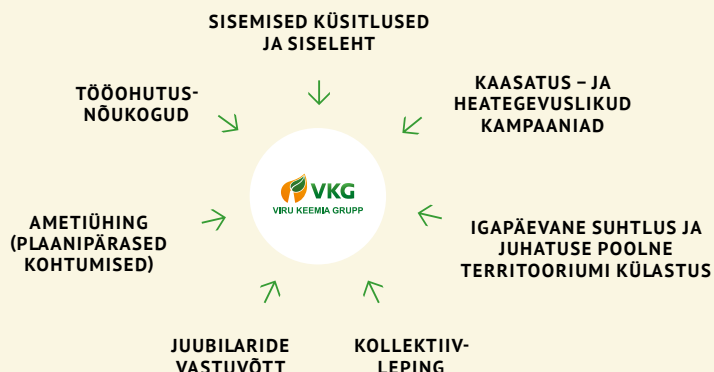 SISEMISED KÜSITLUSED
JA SISELEHT
TÖÖOHUTUS-
NÕUKOGUD
KAASATUS – JA
HEATEGEVUSLIKUD
KAMPAANIAD
VKG
VIRU KEEMIA GRUPP
AMETIÜHING
(PLAANIPÄRASED
KOHTUMISED)
IGAPÄEVANE SUHTLUS JA
JUHATUSE POOLNE
TERRITOORIUMI KÜLASTUS
JUUBILARIDE
VASTUVÕTT
KOLLEKTIIV-
LEPING